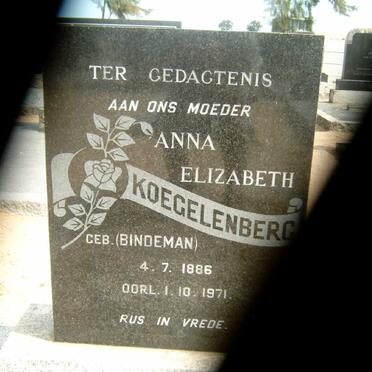 TER GEDAGTENIS
AAN ONS MOEDER
ANNA
ELIZABETH
KOEGELENBERG
GEB. (BINDEMAN)
4. 7. 1886
OORL. 1. 10. 1971.
RUS IN VREDE.